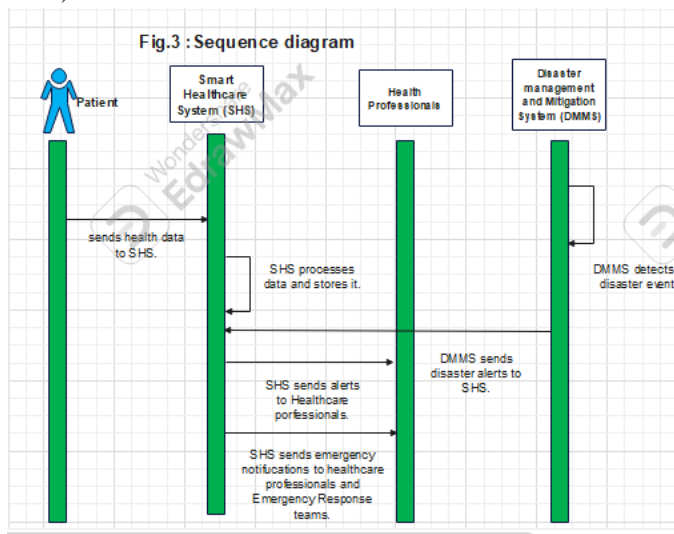 Fig.3 : Sequence diagram
Patient
Smart
Healthcare
System (SHS)
Health
Professionals
Disaster
management
and Mitigation
System (DMMS)
Wondershare
EdrawMax
sends health data
to SHS.
SHS processes
data and stores it.
DMMS detects
disaster event
DMMS sends
disaster alerts to
SHS.
SHS sends alerts
to Healthcare
porfessionals.
SHS sends emergency
notifucations to healthcare
professionals and
Emergency Response
teams.